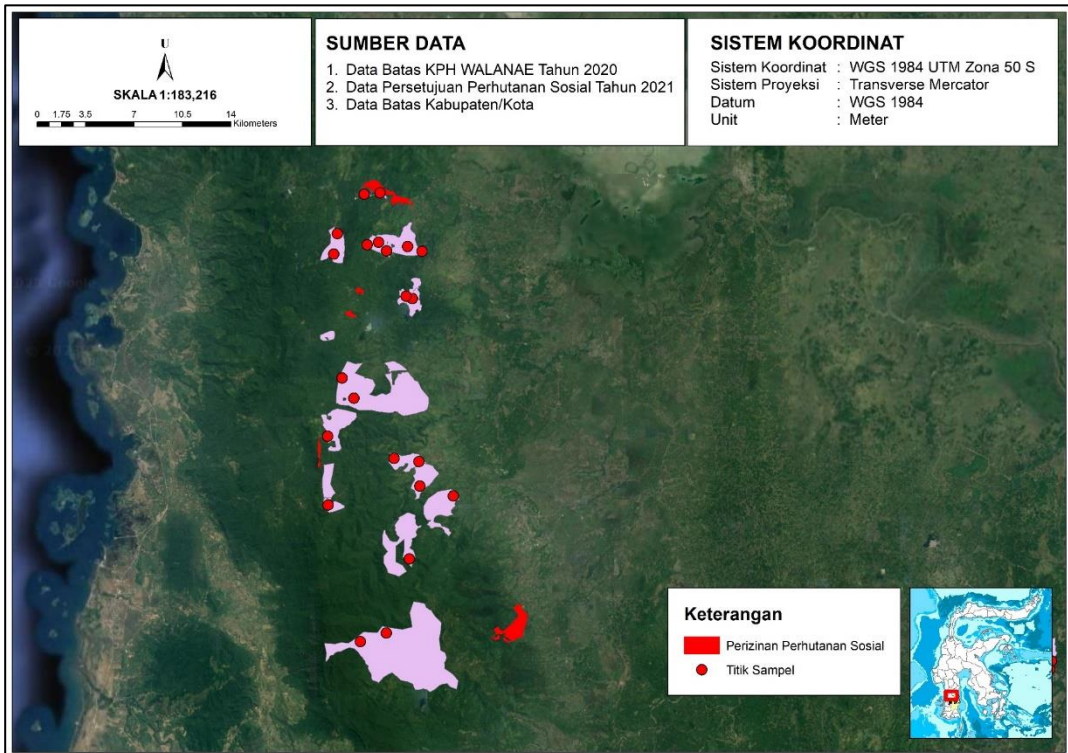 U
SKALA 1:183,216
0 1.75 3.5 7 10.5 14
Kilometers
SUMBER DATA
1. Data Batas KPH WALANAE Tahun 2020
2. Data Persetujuan Perhutanan Sosial Tahun 2021
3. Data Batas Kabupaten/Kota
SISTEM KOORDINAT
Sistem Koordinat : WGS 1984 UTM Zona 50 S
Sistem Proyeksi : Transverse Mercator
Datum : WGS 1984
Unit : Meter
Keterangan
Perizinan Perhutanan Sosial
Titik Sampel